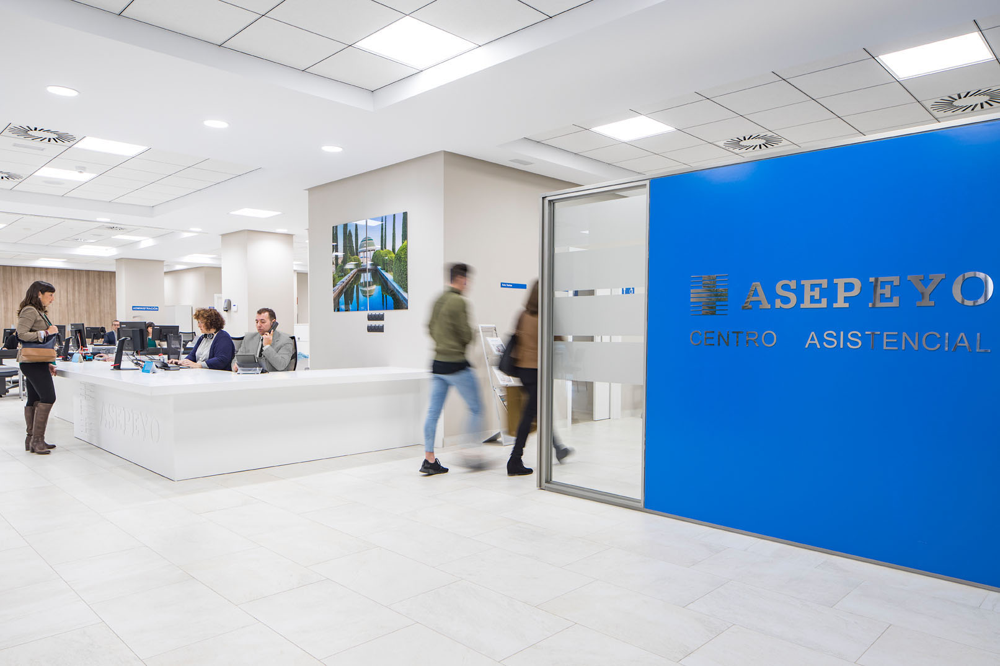 ASEPEYO
CENTRO ASISTENCIAL
ADMINISTRACIÓN
ASEPEYO